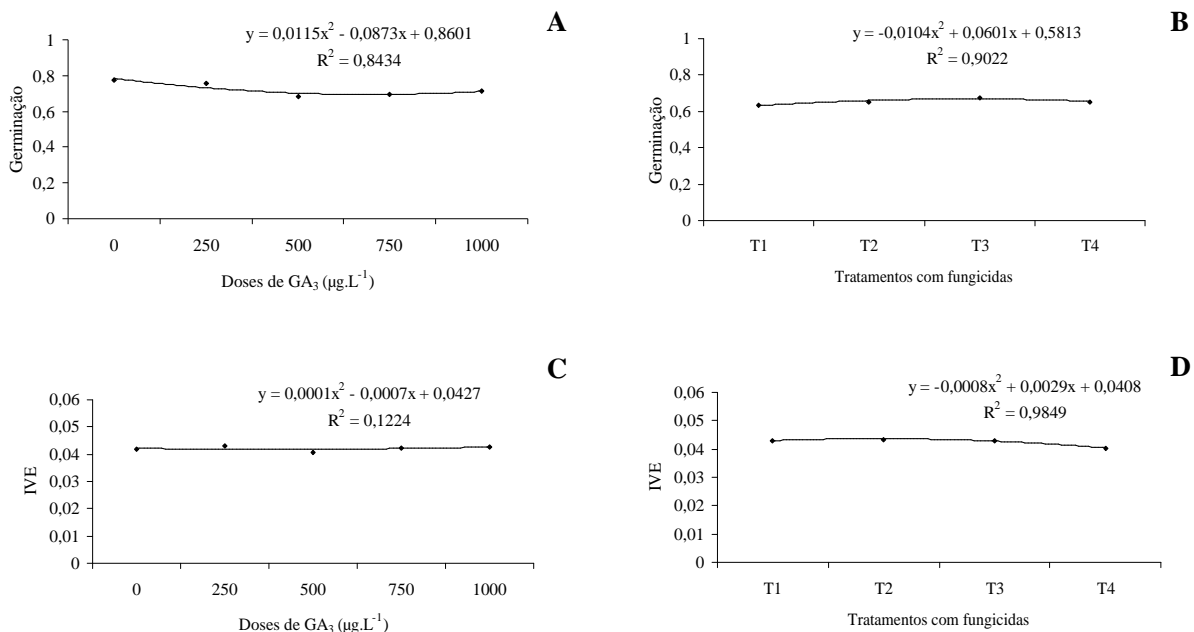 A
y = 0,0115x² - 0,0873x + 0,8601
R² = 0,8434
Germinação
1
0,8
0,6
0,4
0,2
0
0 250 500 750 1000
Doses de GA₃ (µg.L⁻¹)
B
y = -0,0104x² + 0,0601x + 0,5813
R² = 0,9022
Germinação
1
0,8
0,6
0,4
0,2
0
T1 T2 T3 T4
Tratamentos com fungicidas
C
y = 0,0001x² - 0,0007x + 0,0427
R² = 0,1224
IVE
0,06
0,05
0,04
0,03
0,02
0,01
0
0 250 500 750 1000
Doses de GA₃ (µg.L⁻¹)
D
y = -0,0008x² + 0,0029x + 0,0408
R² = 0,9849
IVE
0,06
0,05
0,04
0,03
0,02
0,01
0
T1 T2 T3 T4
Tratamentos com fungicidas